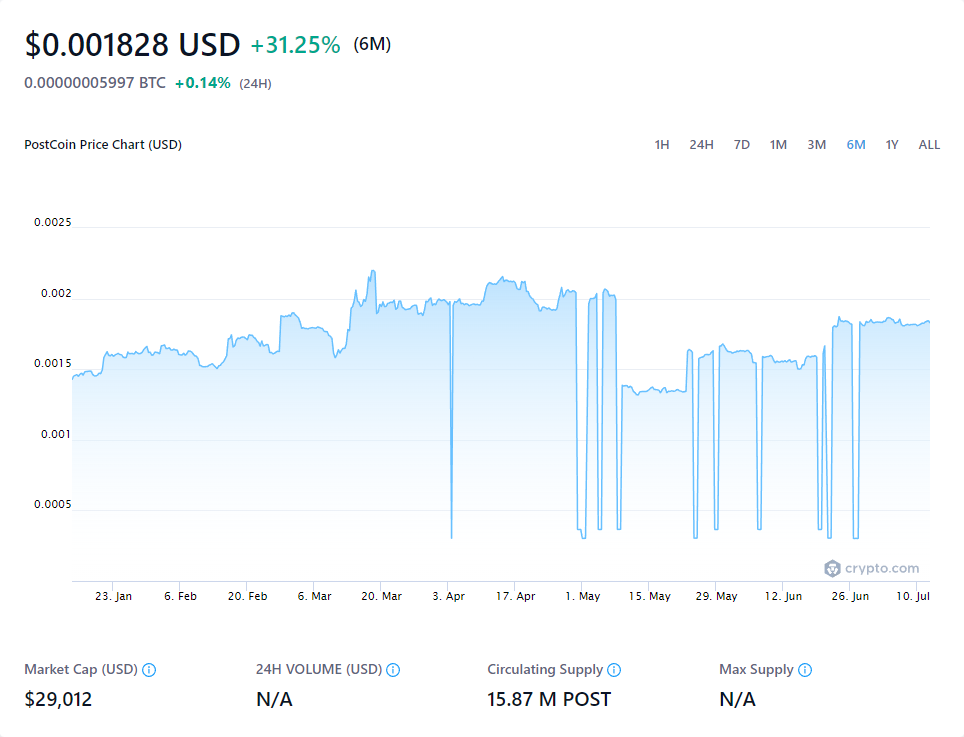 $0.001828 USD +31.25% (6M)
0.00000005997 BTC +0.14% (24H)
PostCoin Price Chart (USD) 1H 24H 7D 1M 3M 6M 1Y ALL
0.0025
0.002
0.0015
0.001
0.0005
crypto.com
23. Jan 6. Feb 20. Feb 6. Mar 20. Mar 3. Apr 17. Apr 1. May 15. May 29. May 12. Jun 26. Jun 10. Jul
Market Cap (USD) 24H VOLUME (USD) Circulating Supply Max Supply
$29,012 N/A 15.87 M POST N/A